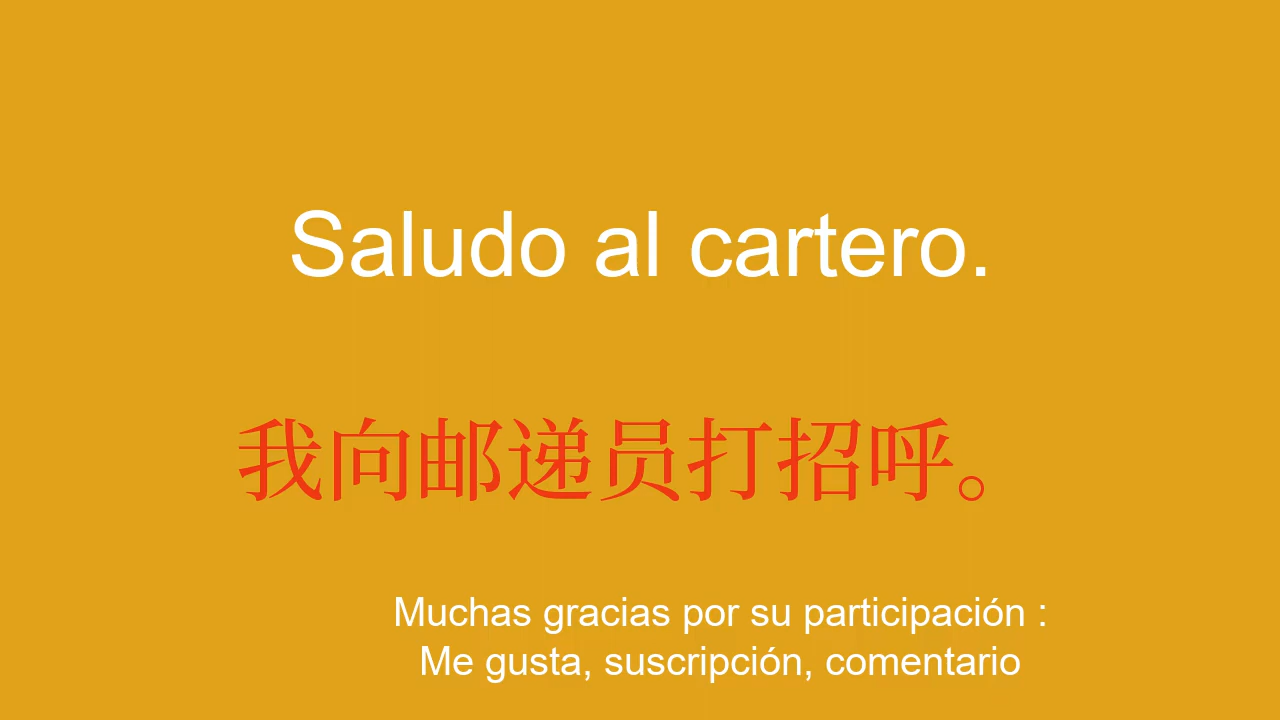 Saludo al cartero.
我向邮递员打招呼。
Muchas gracias por su participación :
Me gusta, suscripción, comentario